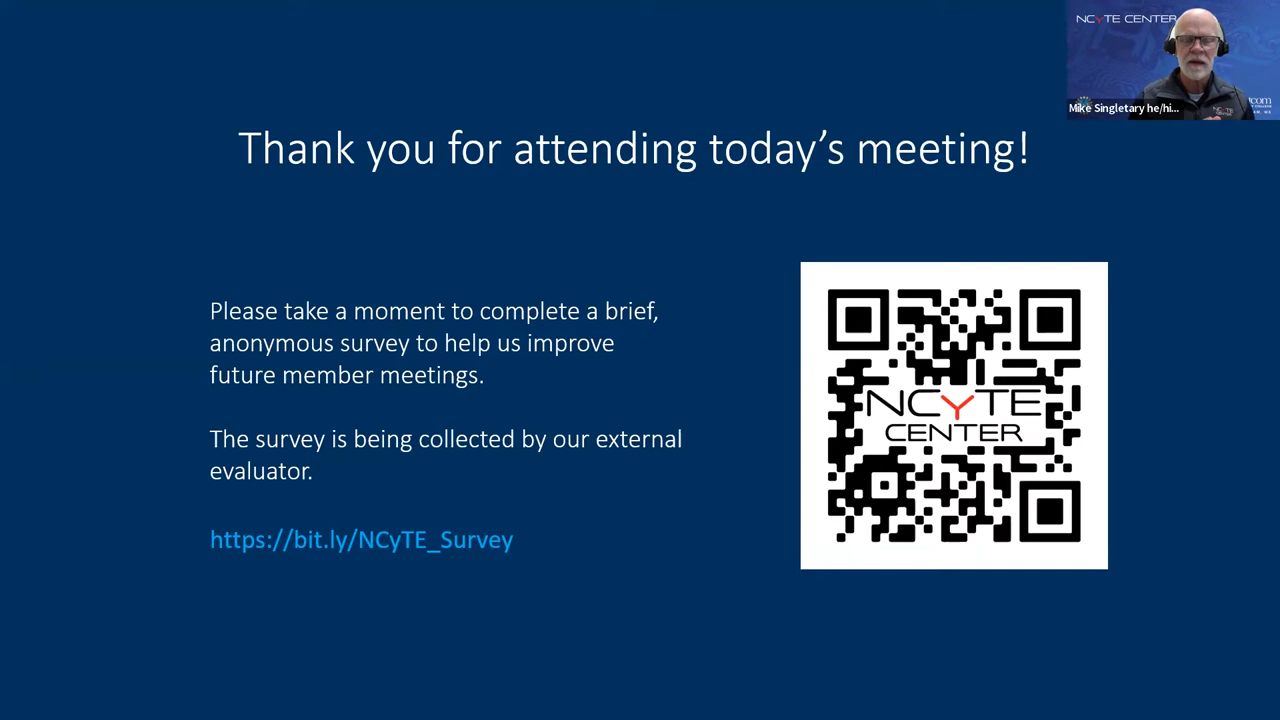 NCYTE CENTER
Mike Singletary he/hi...
Thank you for attending today’s meeting!
Please take a moment to complete a brief,
anonymous survey to help us improve
future member meetings.
The survey is being collected by our external
evaluator.
https://bit.ly/NCyTE_Survey
NCYTE
CENTER